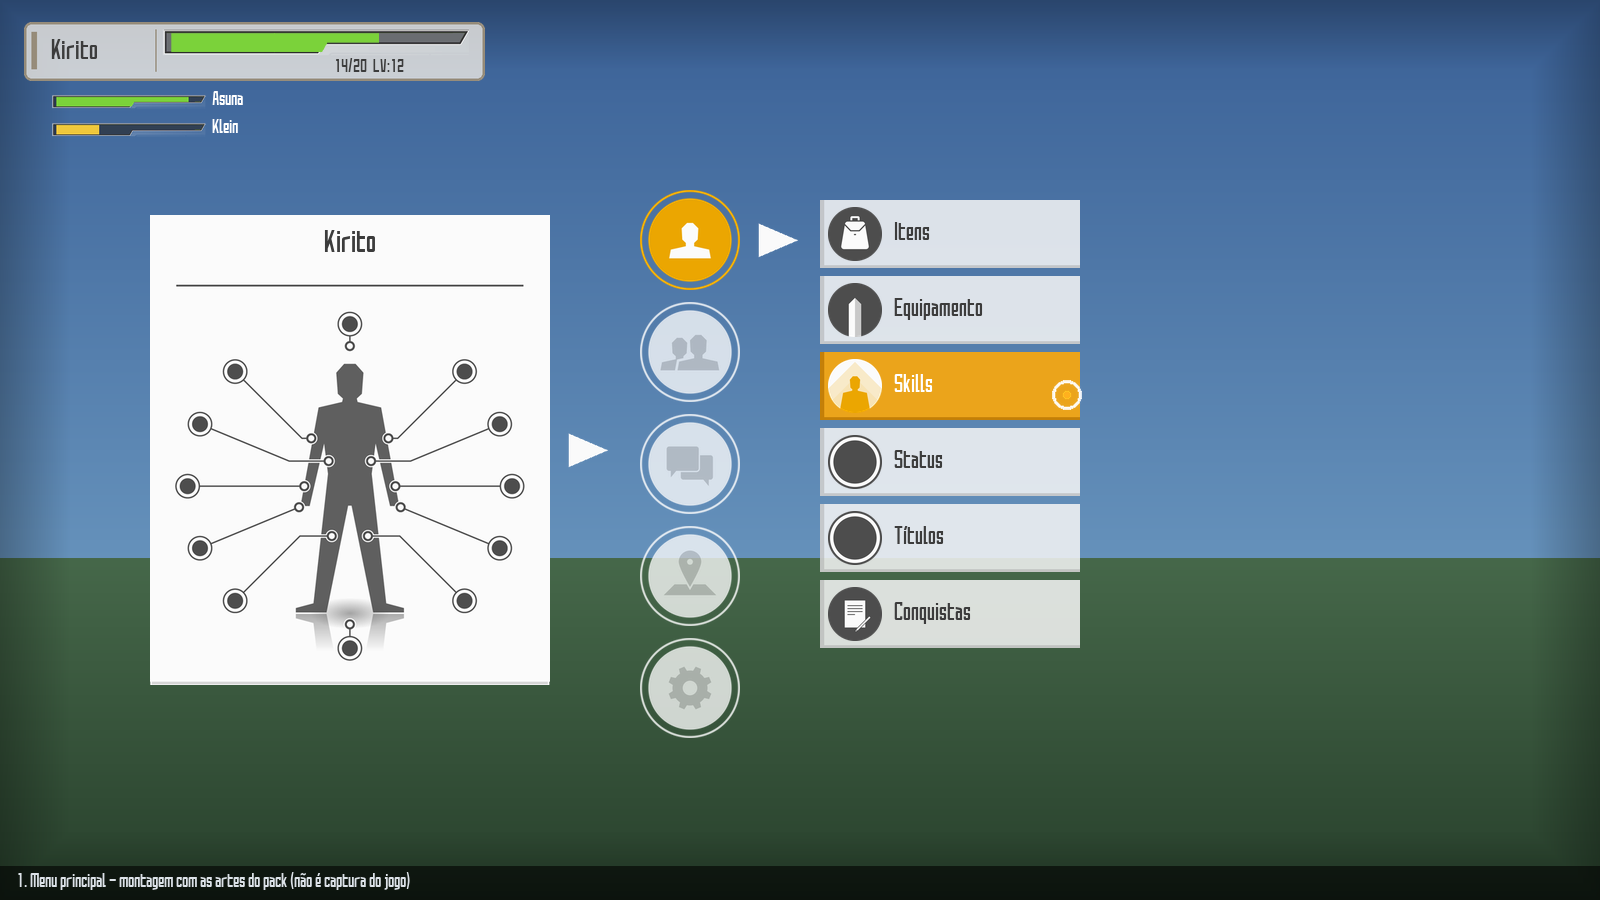 Kirito
14/20 LV:12
Asuna
Klein
Kirito
Itens
Equipamento
Skills
Status
Títulos
Conquistas
1. Menu principal – montagem com as artes do pack (não é captura do jogo)